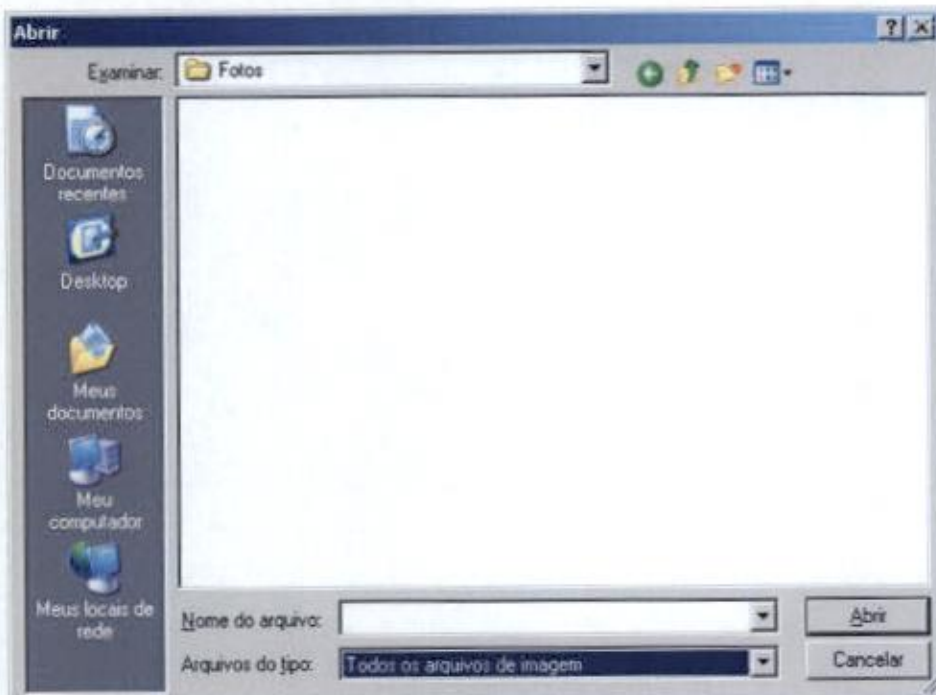 Abrir
Examinar:
Fotos
Documentos
recentes
Desktop
Meus
documentos
Meu
computador
Meus locais de
rede
Nome do arquivo:
Abrir
Arquivos do tipo:
Todos os arquivos de imagem
Cancelar